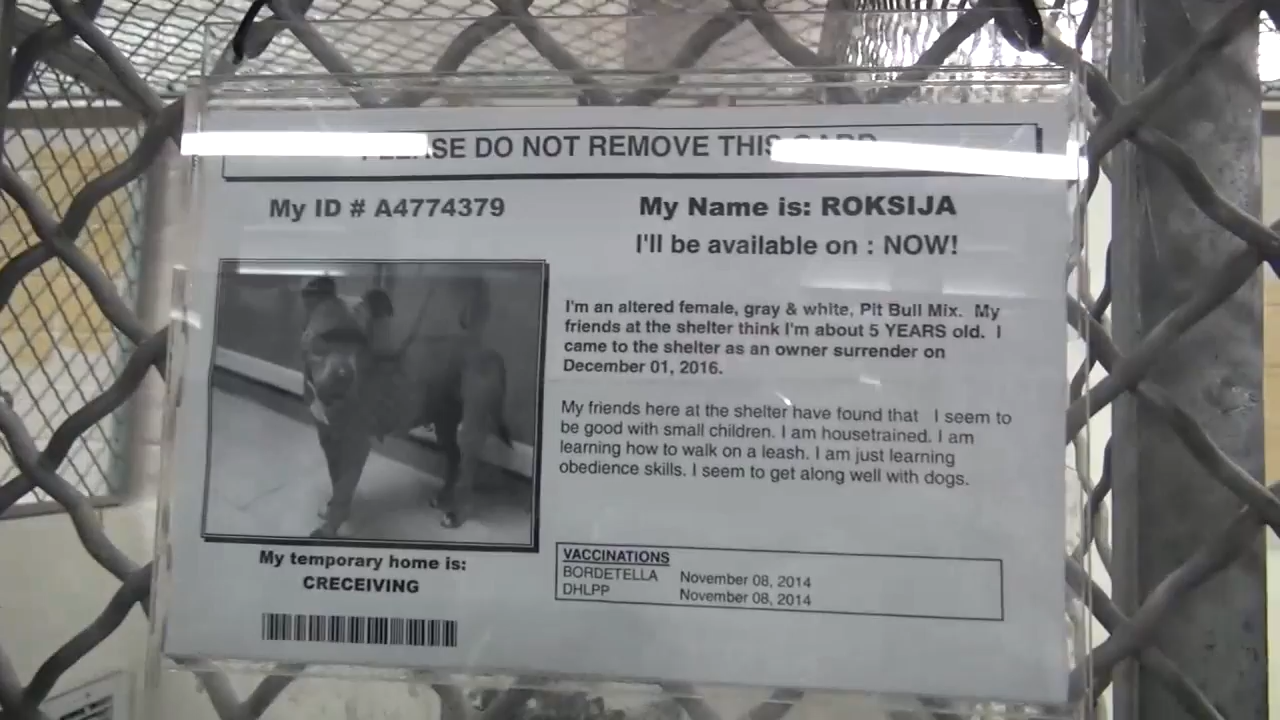 PLEASE DO NOT REMOVE THIS CARD
My ID # A4774379
My Name is: ROKSIJA
I'll be available on : NOW!
I'm an altered female, gray & white, Pit Bull Mix. My
friends at the shelter think I'm about 5 YEARS old. I
came to the shelter as an owner surrender on
December 01, 2016.
My friends here at the shelter have found that I seem to
be good with small children. I am housetrained. I am
learning how to walk on a leash. I am just learning
obedience skills. I seem to get along well with dogs.
My temporary home is:
CRECEIVING
VACCINATIONS
BORDETELLA November 08, 2014
DHLPP November 08, 2014